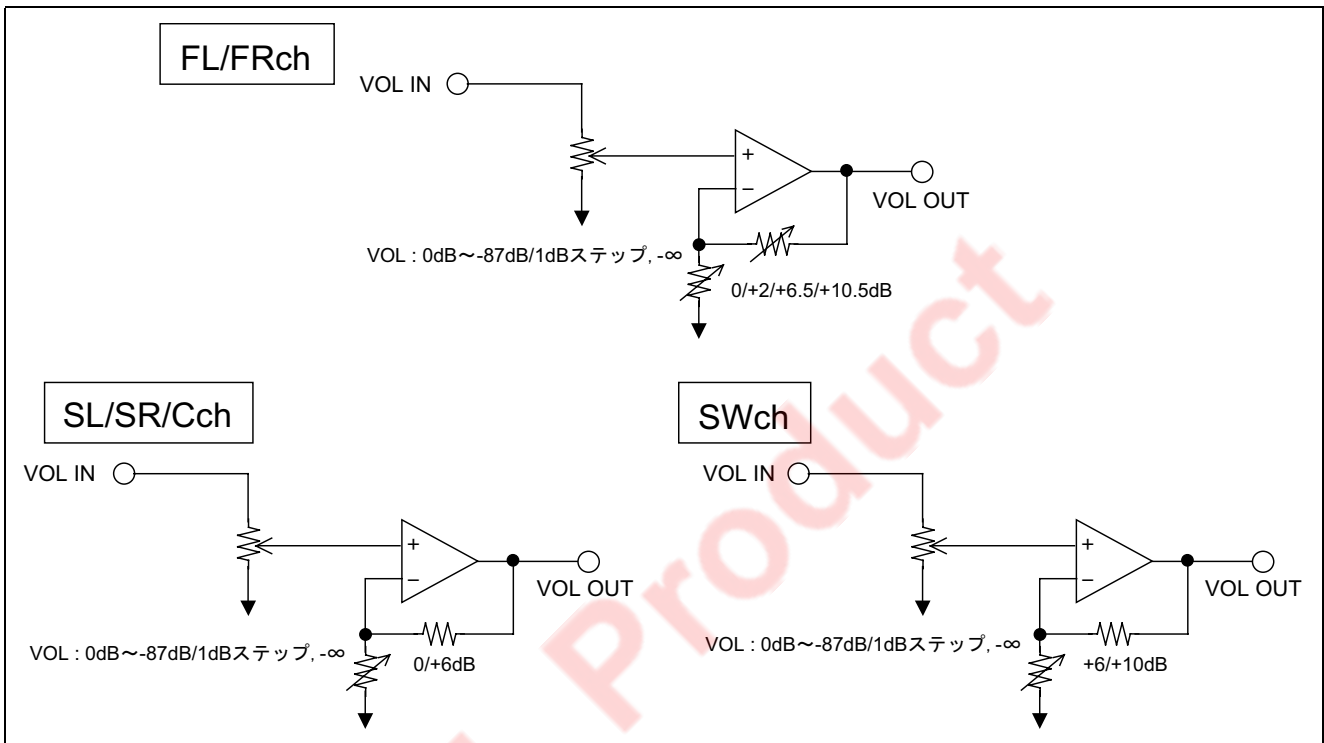 FL/FRch
VOL IN
+
−
VOL OUT
VOL : 0dB～-87dB/1dBステップ, -∞
0/+2/+6.5/+10.5dB
SL/SR/Cch
VOL IN
+
−
VOL OUT
VOL : 0dB～-87dB/1dBステップ, -∞
0/+6dB
SWch
VOL IN
+
−
VOL OUT
VOL : 0dB～-87dB/1dBステップ, -∞
+6/+10dB
Product